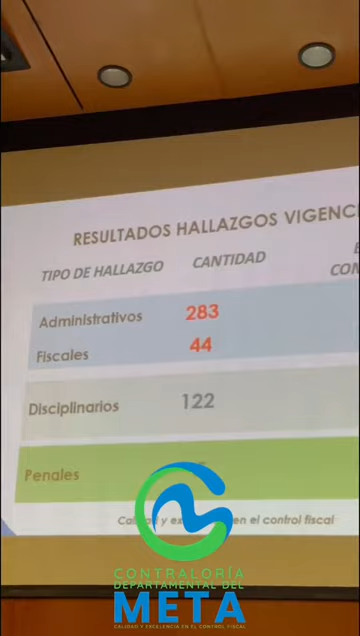 RESULTADOS HALLAZGOS VIGENC
TIPO DE HALLAZGO CANTIDAD
CON
Administrativos 283
Fiscales 44
Disciplinarios 122
Penales
en el control fiscal
CONTRALORÍA
DEPARTAMENTAL DEL
META
CALIDAD Y EXCELENCIA EN EL CONTROL FISCAL